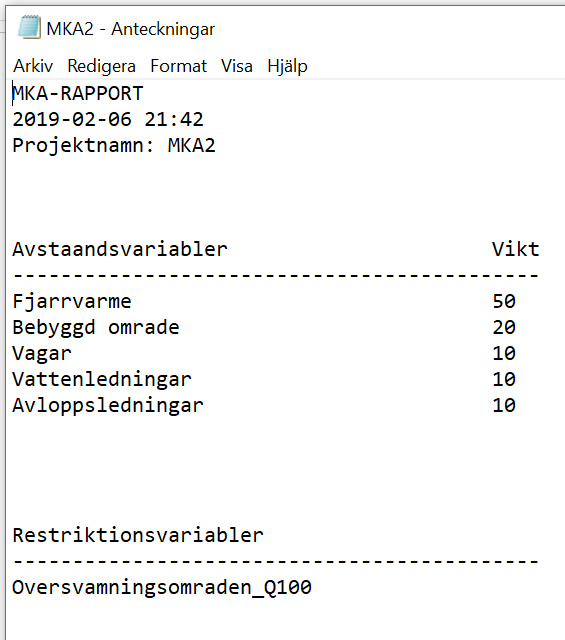 MKA2 - Anteckningar
Arkiv Redigera Format Visa Hjälp
MKA-RAPPORT
2019-02-06 21:42
Projektnamn: MKA2
Avstaandsvariabler Vikt
--------------------------------------------
Fjarrvarme 50
Bebyggd omrade 20
Vagar 10
Vattenledningar 10
Avloppsledningar 10
Restriktionsvariabler
--------------------------------------------
Oversvamningsomraden_Q100